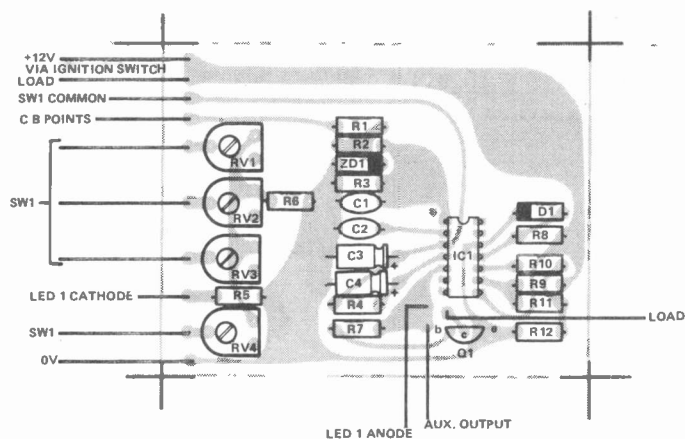 +12V
VIA IGNITION SWITCH
LOAD
SW1 COMMON
C B POINTS
SW1
LED 1 CATHODE
SW1
0V
RV1
RV2
RV3
RV4
R6
R5
R1
R2
ZD1
R3
C1
C2
C3
+
C4
+
R4
R7
IC1
D1
R8
R10
R9
R11
R12
LOAD
b c e
Q1
AUX. OUTPUT
LED 1 ANODE